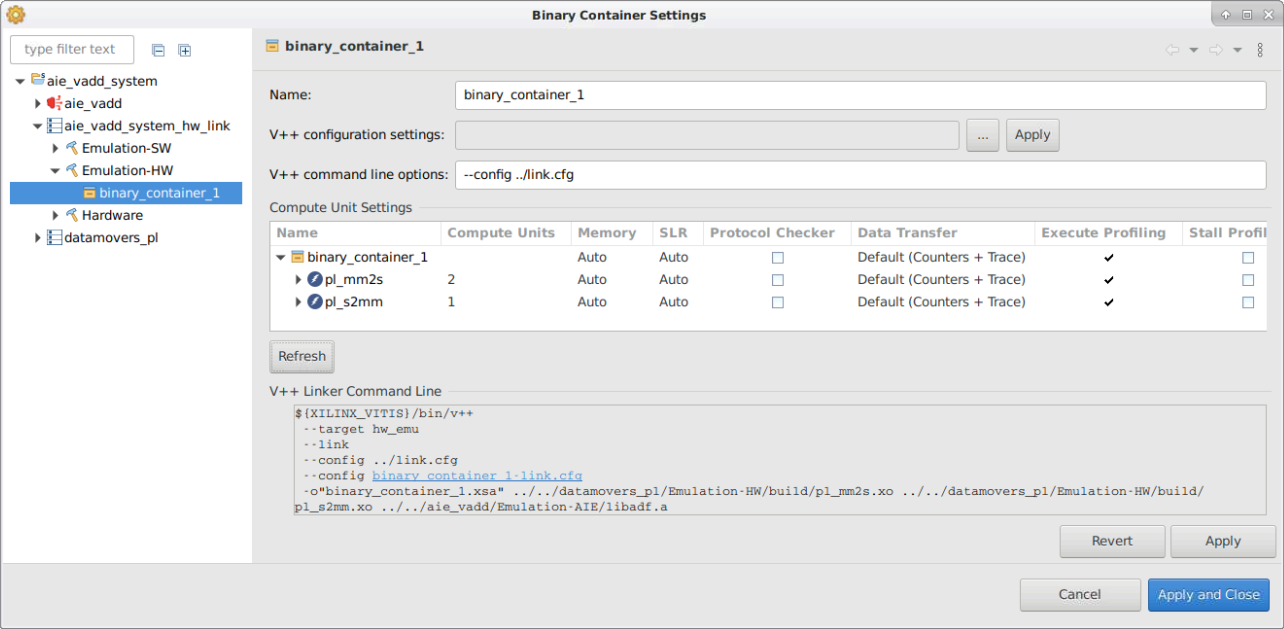 Binary Container Settings
type filter text
aie_vadd_system
aie_vadd
aie_vadd_system_hw_link
Emulation-SW
Emulation-HW
binary_container_1
Hardware
datamovers_pl
binary_container_1
Name: binary_container_1
V++ configuration settings: ... Apply
V++ command line options: --config ../link.cfg
Compute Unit Settings
Name Compute Units Memory SLR Protocol Checker Data Transfer Execute Profiling Stall Profil
binary_container_1 Auto Auto Default (Counters + Trace)
pl_mm2s 2 Auto Auto Default (Counters + Trace)
pl_s2mm 1 Auto Auto Default (Counters + Trace)
Refresh
V++ Linker Command Line
${XILINX_VITIS}/bin/v++
--target hw_emu
--link
--config ../link.cfg
--config binary_container_1-link.cfg
-o"binary_container_1.xsa" ../../datamovers_pl/Emulation-HW/build/pl_mm2s.xo ../../datamovers_pl/Emulation-HW/build/
pl_s2mm.xo ../../aie_vadd/Emulation-AIE/libadf.a
Revert Apply
Cancel Apply and Close